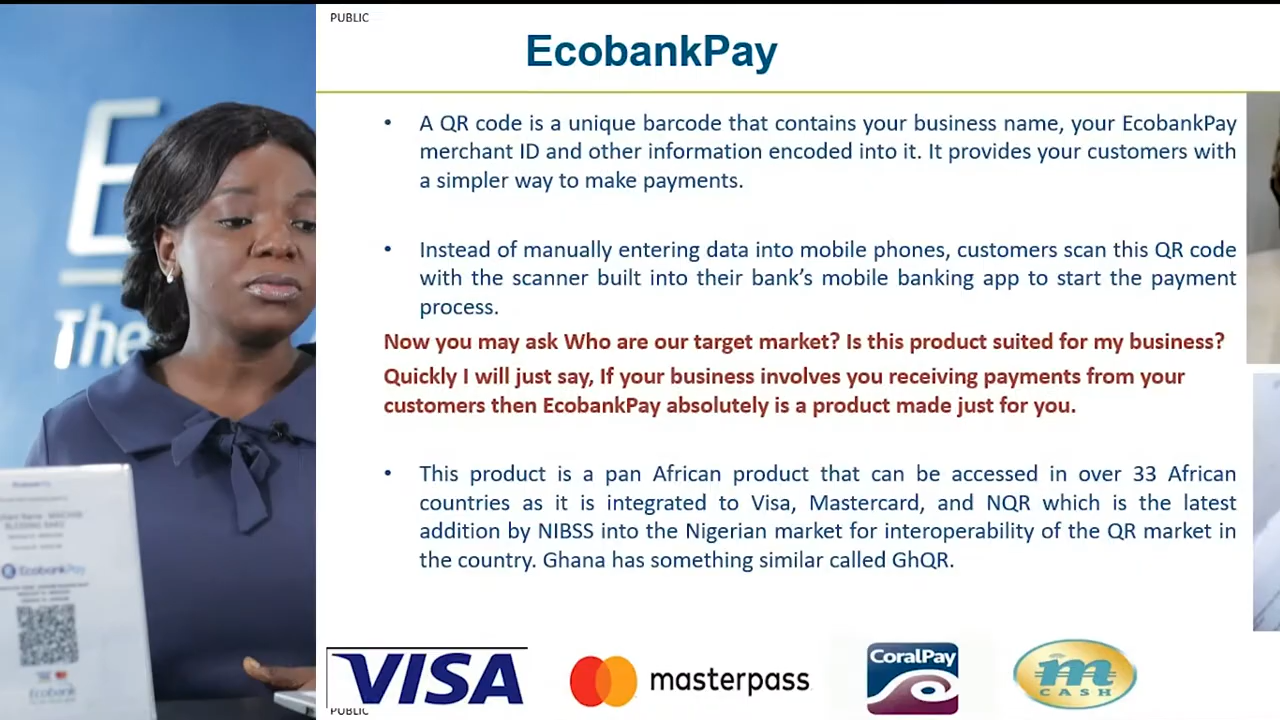 PUBLIC
EcobankPay
• A QR code is a unique barcode that contains your business name, your EcobankPay
merchant ID and other information encoded into it. It provides your customers with
a simpler way to make payments.
• Instead of manually entering data into mobile phones, customers scan this QR code
with the scanner built into their bank's mobile banking app to start the payment
process.
Now you may ask Who are our target market? Is this product suited for my business?
Quickly I will just say, If your business involves you receiving payments from your
customers then EcobankPay absolutely is a product made just for you.
• This product is a pan African product that can be accessed in over 33 African
countries as it is integrated to Visa, Mastercard, and NQR which is the latest
addition by NIBSS into the Nigerian market for interoperability of the QR market in
the country. Ghana has something similar called GhQR.
VISA
masterpass
CoralPay
m
CASH
PUBLIC
E
The
EcobankPay
Ecobank